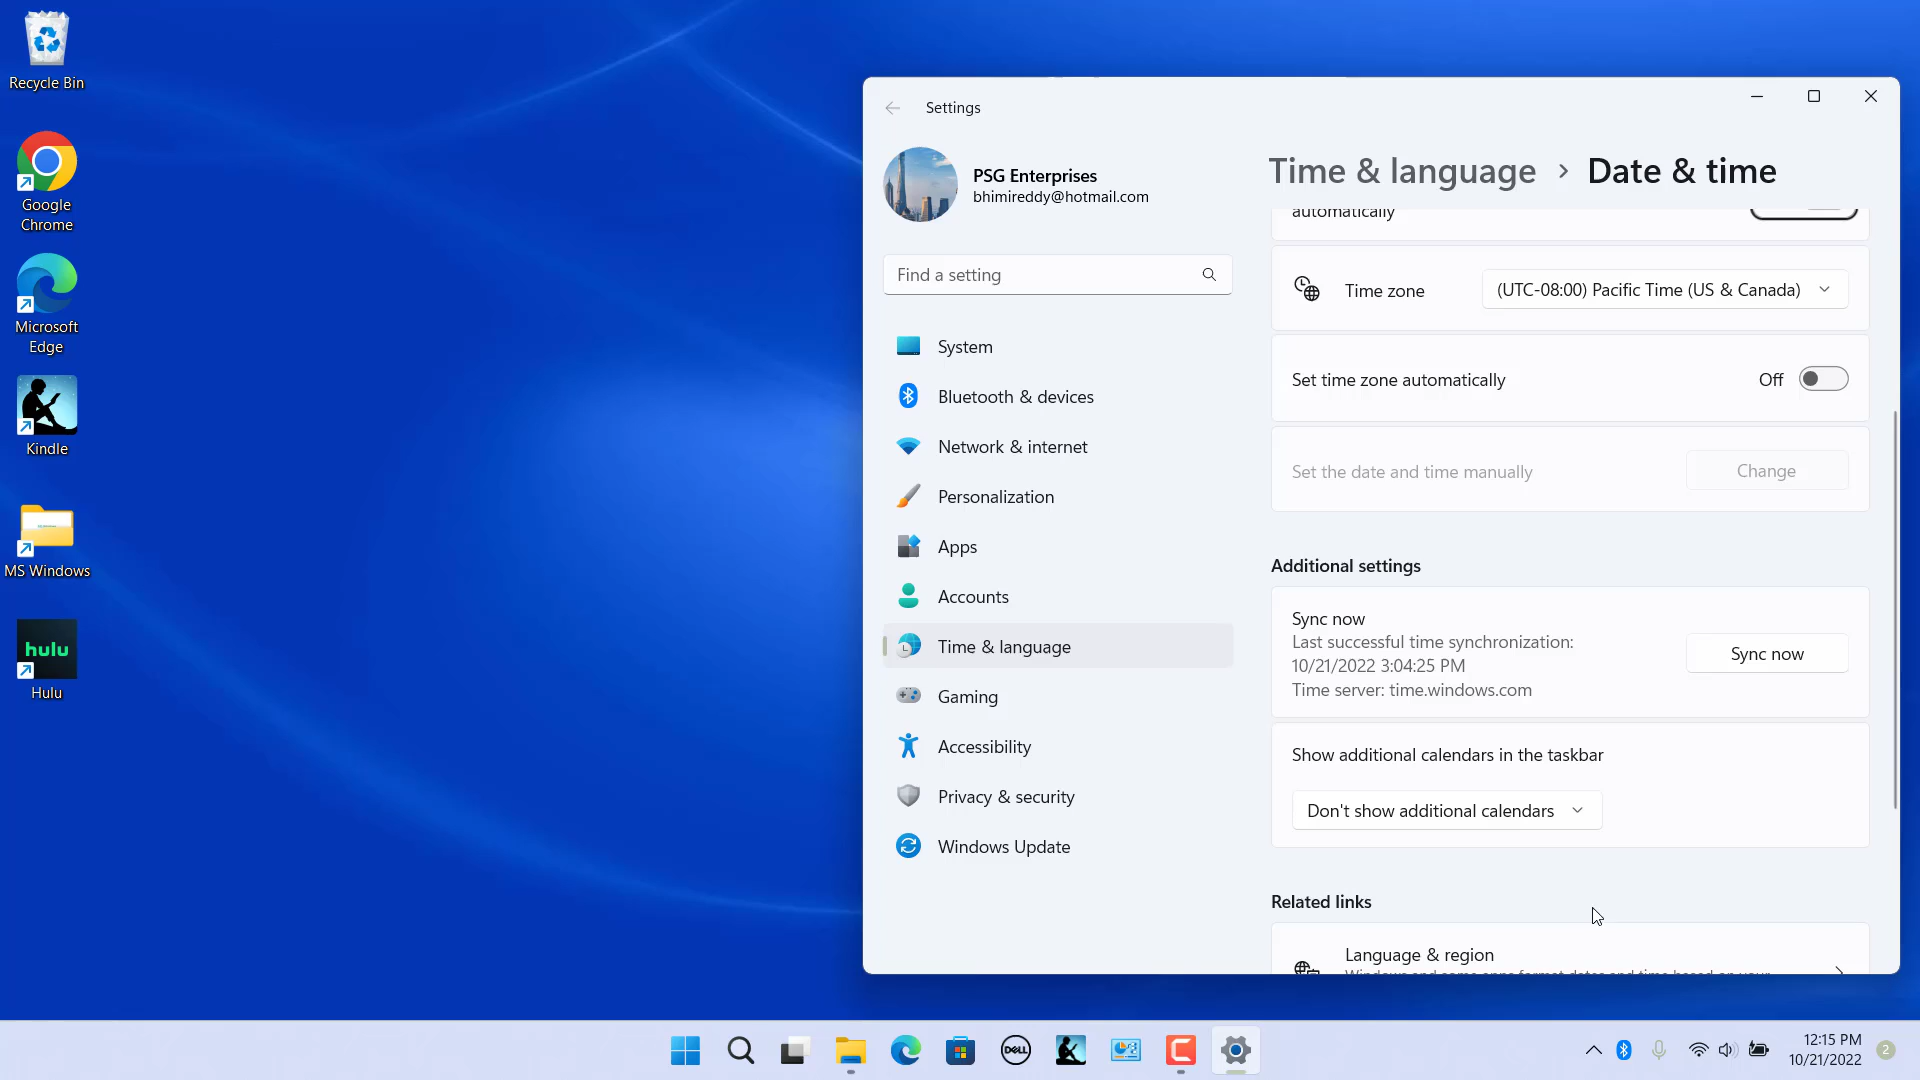 Recycle Bin
Google
Chrome
Microsoft
Edge
Kindle
MS Windows
hulu
Hulu
Settings
PSG Enterprises
bhimireddy@hotmail.com
Find a setting
System
Bluetooth & devices
Network & internet
Personalization
Apps
Accounts
Time & language
Gaming
Accessibility
Privacy & security
Windows Update
Time & language > Date & time
automatically
Time zone (UTC-08:00) Pacific Time (US & Canada)
Set time zone automatically Off
Set the date and time manually Change
Additional settings
Sync now
Last successful time synchronization:
10/21/2022 3:04:25 PM
Time server: time.windows.com
Sync now
Show additional calendars in the taskbar
Don't show additional calendars
Related links
Language & region
Windows and some apps format dates and time based on your
DELL
12:15 PM
10/21/2022
2